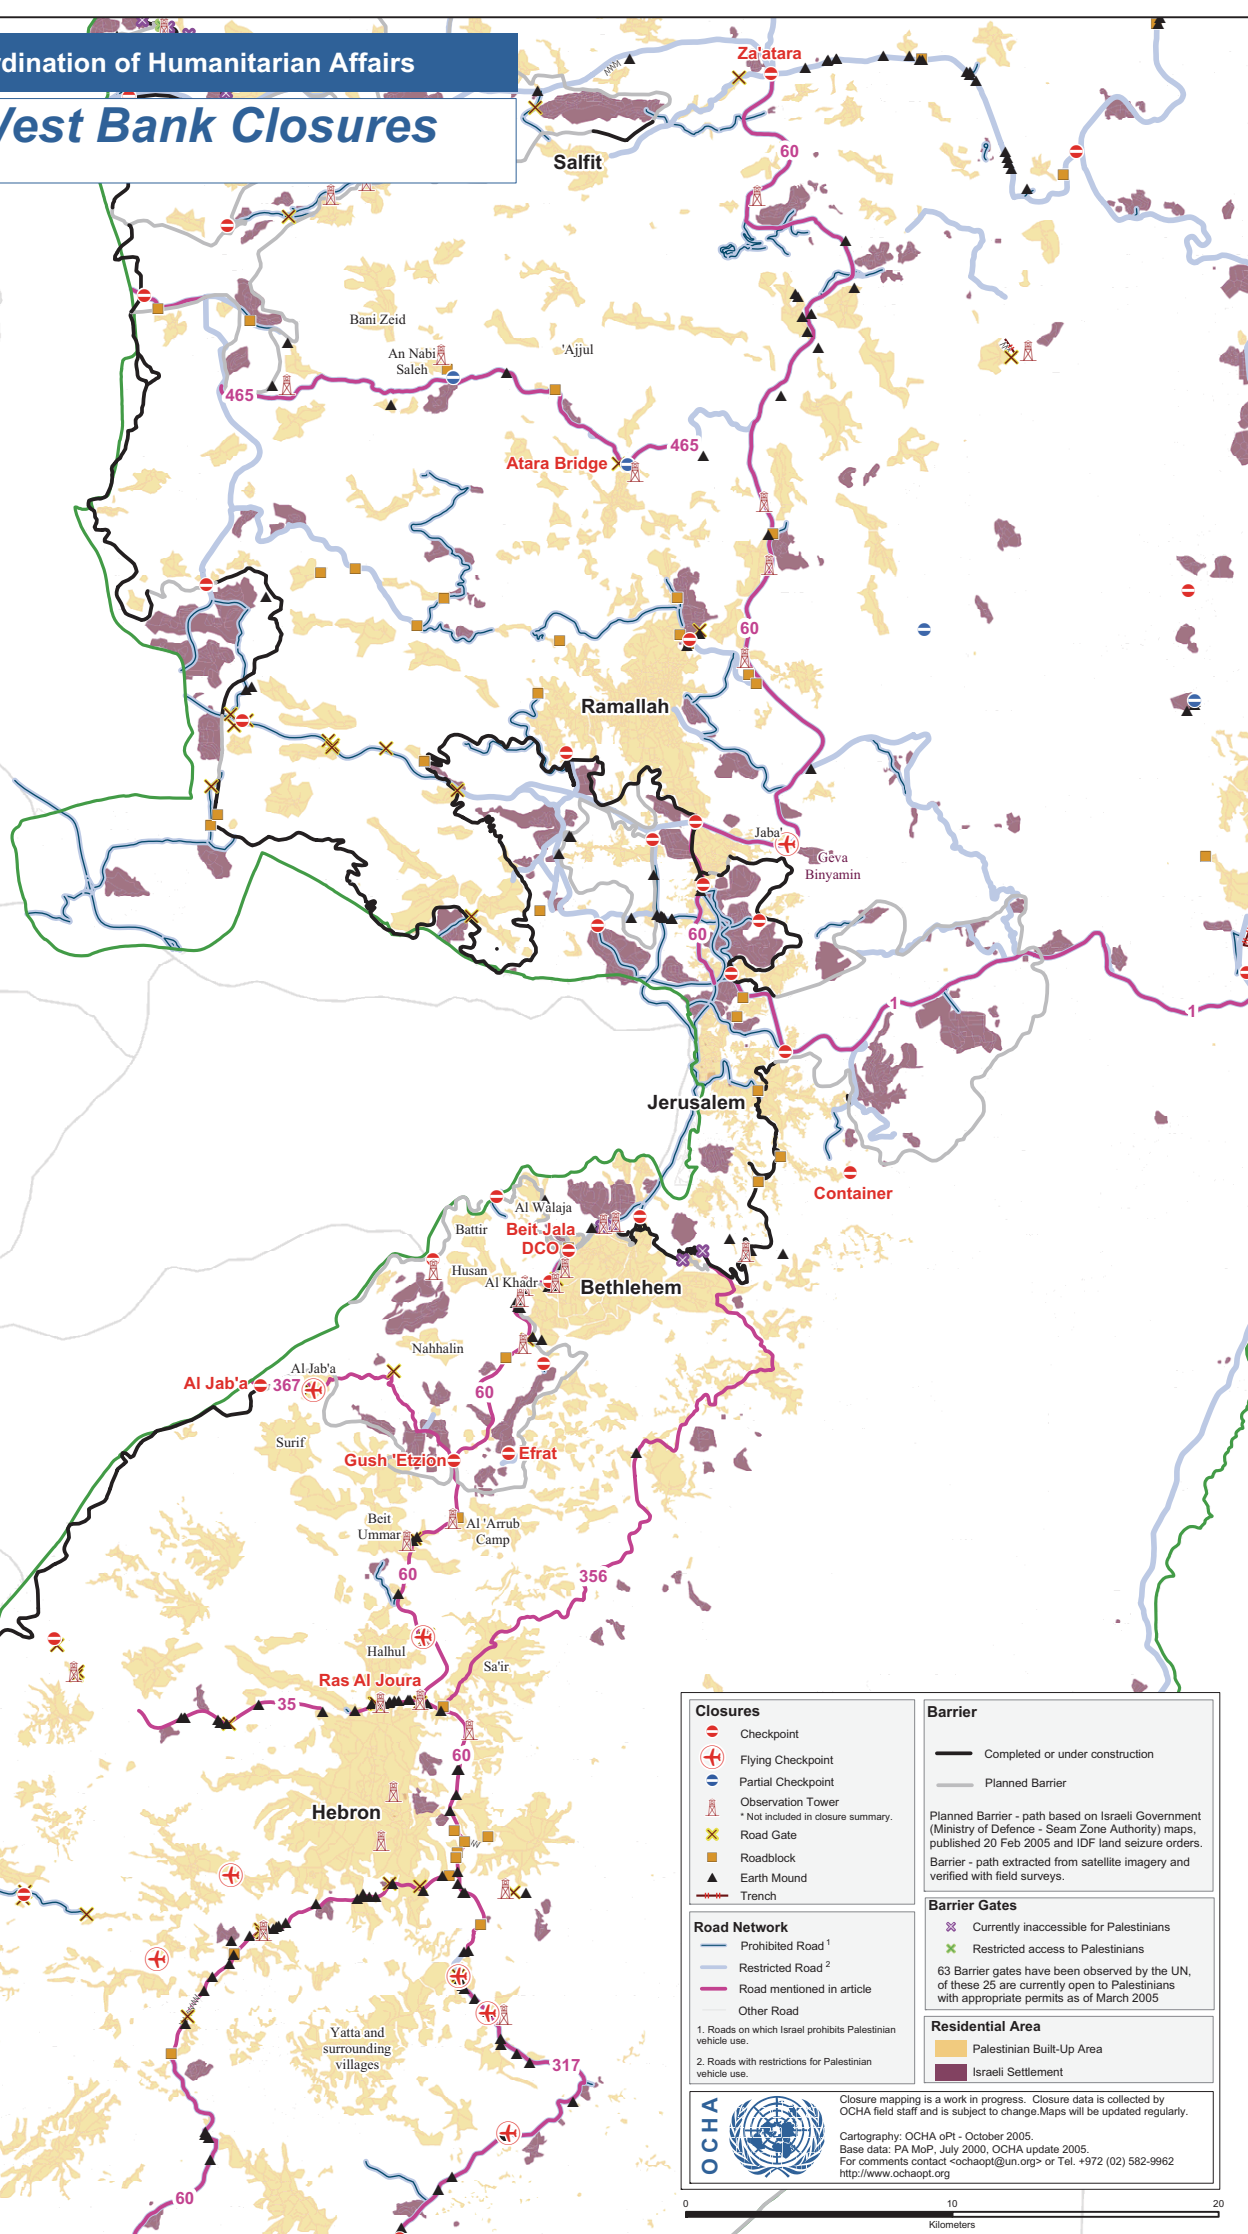 rdination of Humanitarian Affairs
West Bank Closures
Za'atara
Salfit
60
Bani Zeid
An Nabi
Saleh
'Ajjul
465
465
Atara Bridge
60
Ramallah
Jaba'
Geva
Binyamin
60
1
1
Jerusalem
Container
Al Walaja
Battir
Beit Jala
DCO
Husan
Al Khadr
Bethlehem
Nahhalin
Al Jab'a
Al Jab'a
367
60
Surif
Gush 'Etzion
Efrat
Beit
Ummar
Al 'Arrub
Camp
60
356
Halhul
Sa'ir
Ras Al Joura
35
60
Hebron
Yatta and
surrounding
villages
317
60
Closures
Checkpoint
Flying Checkpoint
Partial Checkpoint
Observation Tower
* Not included in closure summary.
Road Gate
Roadblock
Earth Mound
Trench
Road Network
Prohibited Road 1
Restricted Road 2
Road mentioned in article
Other Road
1. Roads on which Israel prohibits Palestinian
vehicle use.
2. Roads with restrictions for Palestinian
vehicle use.
Barrier
Completed or under construction
Planned Barrier
Planned Barrier - path based on Israeli Government
(Ministry of Defence - Seam Zone Authority) maps,
published 20 Feb 2005 and IDF land seizure orders.
Barrier - path extracted from satellite imagery and
verified with field surveys.
Barrier Gates
Currently inaccessible for Palestinians
Restricted access to Palestinians
63 Barrier gates have been observed by the UN,
of these 25 are currently open to Palestinians
with appropriate permits as of March 2005
Residential Area
Palestinian Built-Up Area
Israeli Settlement
OCHA
Closure mapping is a work in progress. Closure data is collected by
OCHA field staff and is subject to change.Maps will be updated regularly.
Cartography: OCHA oPt - October 2005.
Base data: PA MoP, July 2000, OCHA update 2005.
For comments contact <ochaopt@un.org> or Tel. +972 (02) 582-9962
http://www.ochaopt.org
0 10 20
Kilometers